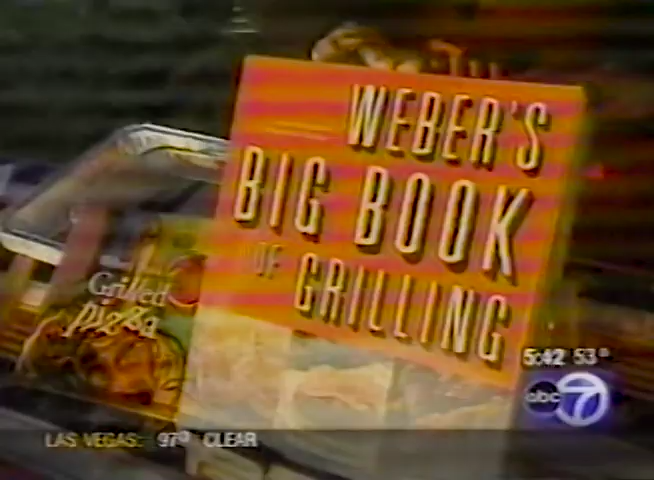 WEBER'S
BIG BOOK
OF GRILLING
Grilled
pizza
5:42 53°
abc 7
LAS VEGAS: 97° CLEAR